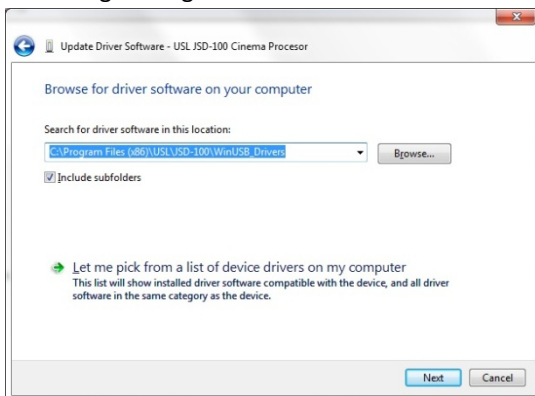 Update Driver Software - USL JSD-100 Cinema Procesor
Browse for driver software on your computer
Search for driver software in this location:
C:\Program Files (x86)\USL\JSD-100\WinUSB_Drivers
Browse...
Include subfolders
Let me pick from a list of device drivers on my computer
This list will show installed driver software compatible with the device, and all driver
software in the same category as the device.
Next Cancel